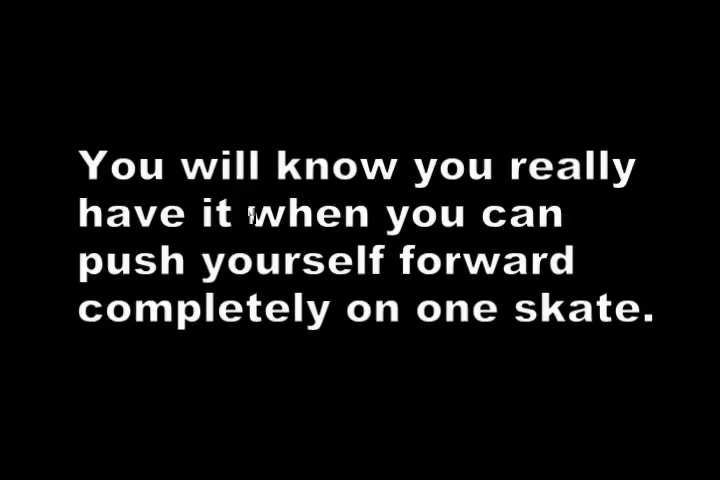 You will know you really
have it when you can
push yourself forward
completely on one skate.